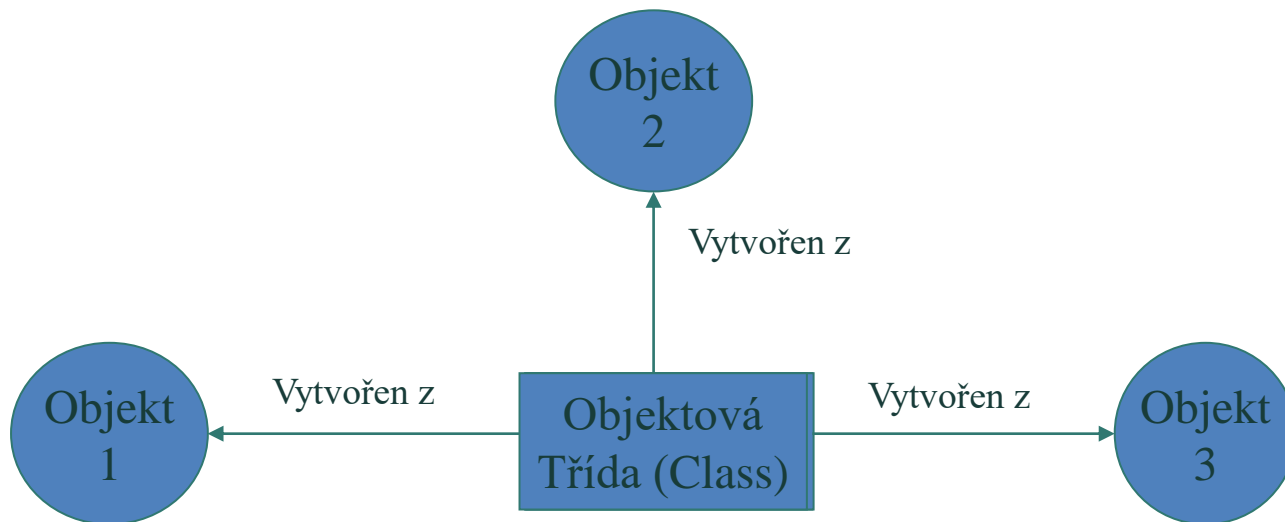 Objekt
2
Vytvořen z
Objekt
1
Vytvořen z
Objektová
Třída (Class)
Vytvořen z
Objekt
3